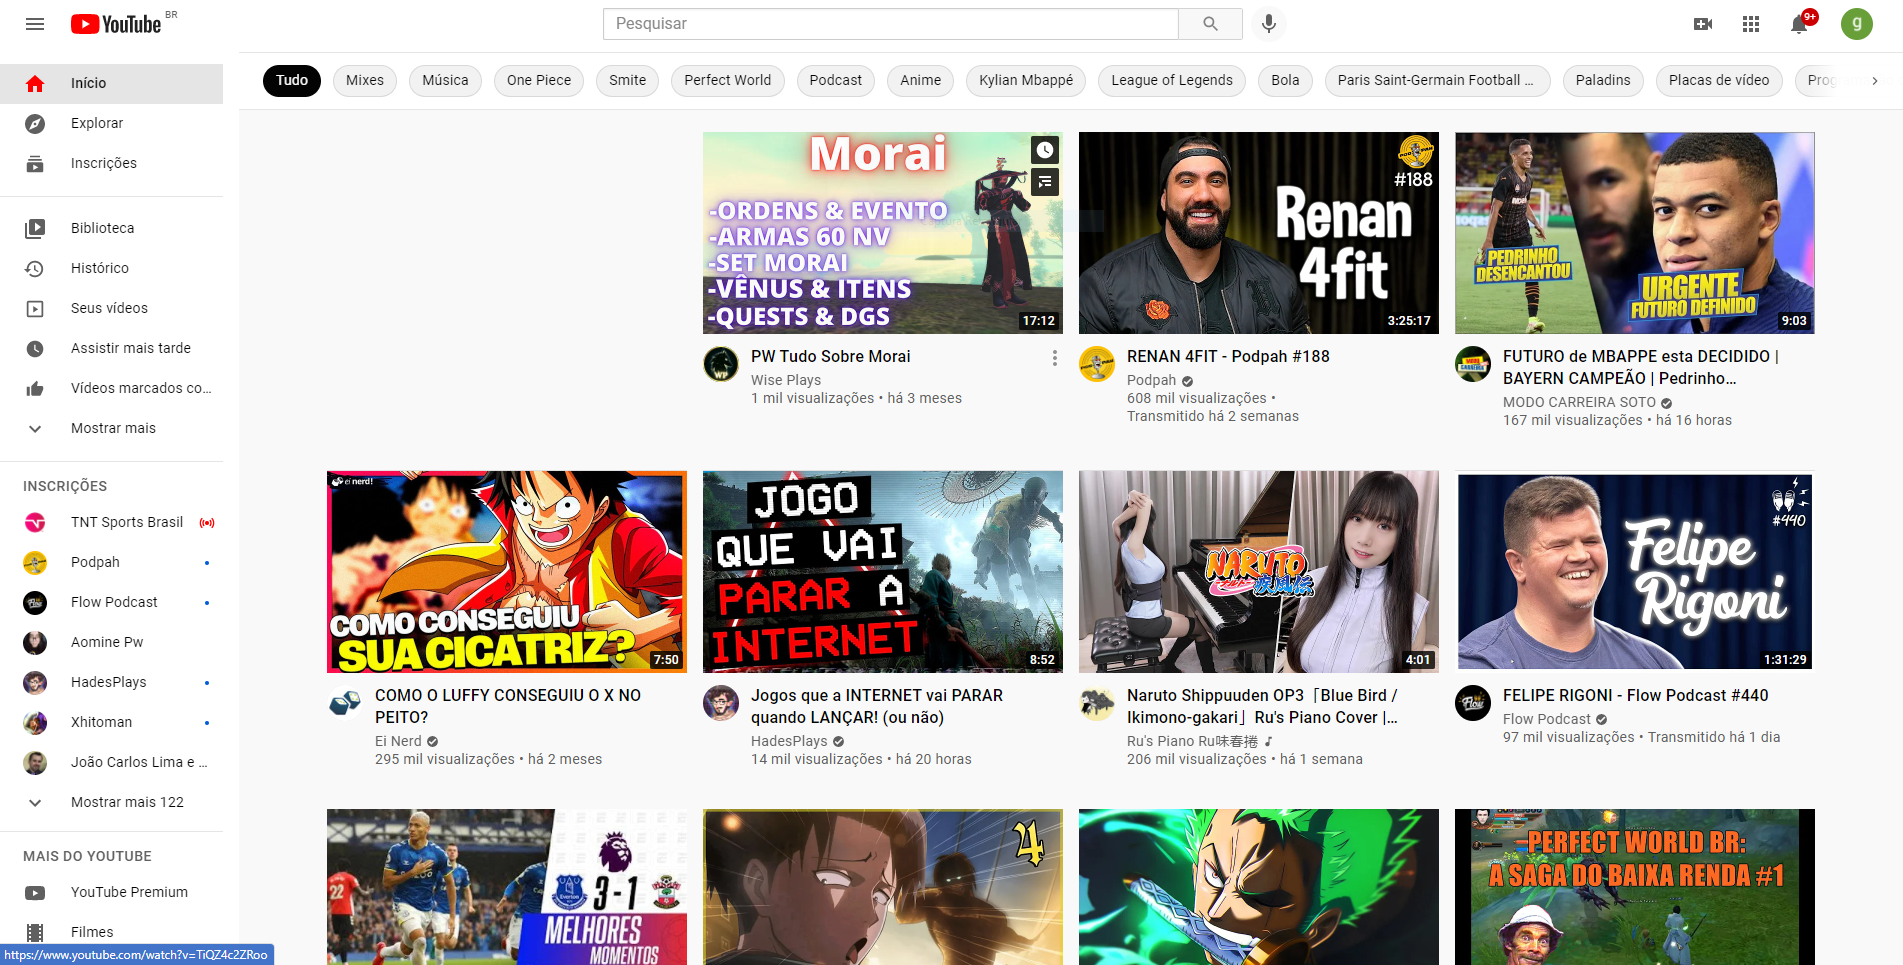 YouTube BR
Pesquisar
9+
g
Início
Explorar
Inscrições
Biblioteca
Histórico
Seus vídeos
Assistir mais tarde
Vídeos marcados co...
Mostrar mais
INSCRIÇÕES
TNT Sports Brasil
Podpah
Flow Podcast
Aomine Pw
HadesPlays
Xhitoman
João Carlos Lima e ...
Mostrar mais 122
MAIS DO YOUTUBE
YouTube Premium
Filmes
https://www.youtube.com/watch?v=TiQZ4c2ZRoo
Tudo
Mixes
Música
One Piece
Smite
Perfect World
Podcast
Anime
Kylian Mbappé
League of Legends
Bola
Paris Saint-Germain Football ...
Paladins
Placas de vídeo
Morai
-ORDENS & EVENTO
-ARMAS 60 NV
-SET MORAI
-VÊNUS & ITENS
-QUESTS & DGS
17:12
WP
PW Tudo Sobre Morai
Wise Plays
1 mil visualizações • há 3 meses
#188
Renan
4fit
3:25:17
RENAN 4FIT - Podpah #188
Podpah
608 mil visualizações •
Transmitido há 2 semanas
PEDRINHO
DESENCANTOU
URGENTE
FUTURO DEFINIDO
9:03
FUTURO de MBAPPE esta DECIDIDO |
BAYERN CAMPEÃO | Pedrinho...
MODO CARREIRA SOTO
167 mil visualizações • há 16 horas
ei nerd!
COMO CONSEGUIU
SUA CICATRIZ?
7:50
COMO O LUFFY CONSEGUIU O X NO
PEITO?
Ei Nerd
295 mil visualizações • há 2 meses
JOGO
QUE VAI
PARAR A
INTERNET
8:52
Jogos que a INTERNET vai PARAR
quando LANÇAR! (ou não)
HadesPlays
14 mil visualizações • há 20 horas
NARUTO
疾風伝
4:01
Naruto Shippuuden OP3「Blue Bird /
Ikimono-gakari」Ru's Piano Cover |...
Ru's Piano Ru味春捲
206 mil visualizações • há 1 semana
#440
Felipe
Rigoni
1:31:29
FELIPE RIGONI - Flow Podcast #440
Flow Podcast
97 mil visualizações • Transmitido há 1 dia
22
Everton
3-1
MELHORES
MOMENTOS
4
PERFECT WORLD BR:
A SAGA DO BAIXA RENDA #1